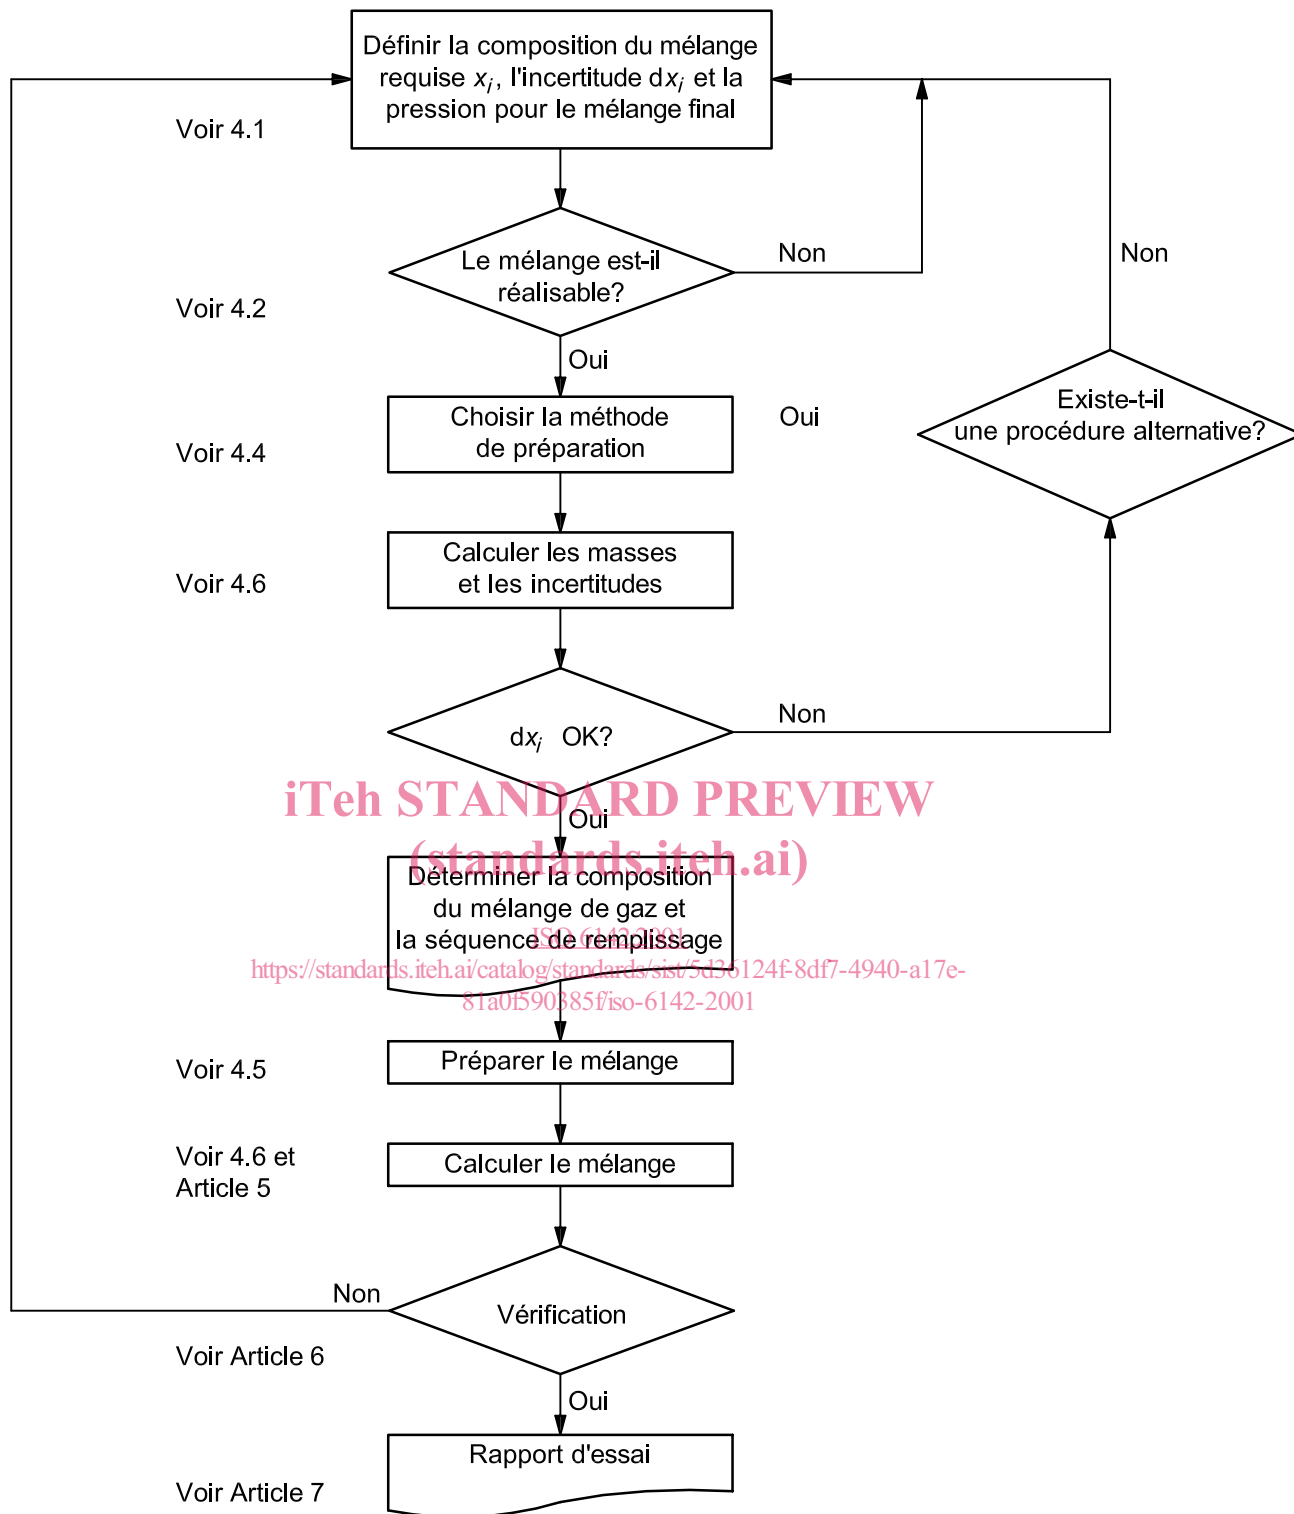 Définir la composition du mélange
requise xi, l'incertitude dxi et la
pression pour le mélange final
Voir 4.1
Le mélange est-il
réalisable?
Non
Non
Voir 4.2
Oui
Choisir la méthode
de préparation
Oui
Existe-t-il
une procédure alternative?
Voir 4.4
Calculer les masses
et les incertitudes
Voir 4.6
dxi OK?
Non
iTeh STANDARD PREVIEW
Oui
(standards.iteh.ai)
Déterminer la composition
du mélange de gaz et
la séquence de remplissage
ISO 6142:2001
https://standards.iteh.ai/catalog/standards/sist/5d36124f-8df7-4940-a17e-
81a0f590385f/iso-6142-2001
Préparer le mélange
Voir 4.5
Calculer le mélange
Voir 4.6 et
Article 5
Non
Vérification
Voir Article 6
Oui
Rapport d'essai
Voir Article 7